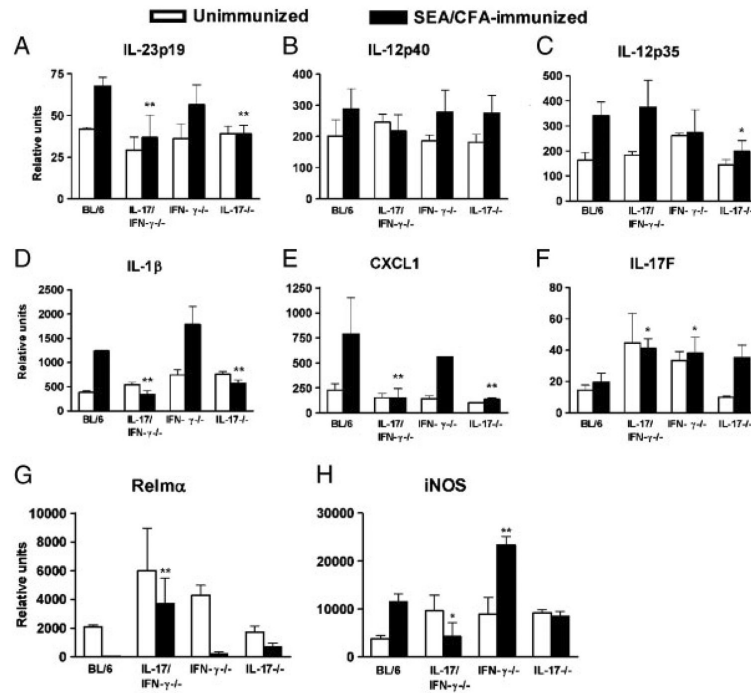 Unimmunized SEA/CFA-immunized
A B C
IL-23p19 IL-12p40 IL-12p35
Relative units
75
50
25
0
** **
BL/6 IL-17/ IFN-γ-/- IL-17-/-
IFN-γ-/-
400
300
200
100
0
BL/6 IL-17/ IFN-γ-/- IL-17-/-
IFN-γ-/-
500
400
300
200
100
0
*
BL/6 IL-17/ IFN-γ-/- IL-17-/-
IFN-γ-/-
D E F
IL-1β CXCL1 IL-17F
Relative units
2500
2000
1500
1000
500
0
** **
BL/6 IL-17/ IFN-γ-/- IL-17-/-
IFN-γ-/-
1250
1000
750
500
250
0
** **
BL/6 IL-17/ IFN-γ-/- IL-17-/-
IFN-γ-/-
80
60
40
20
0
* *
BL/6 IL-17/ IFN-γ-/- IL-17-/-
IFN-γ-/-
G H
Relmα iNOS
Relative units
10000
8000
6000
4000
2000
0
**
BL/6 IL-17/ IFN-γ-/- IL-17-/-
IFN-γ-/-
30000
20000
10000
0
* **
BL/6 IL-17/ IFN-γ-/- IL-17-/-
IFN-γ-/-